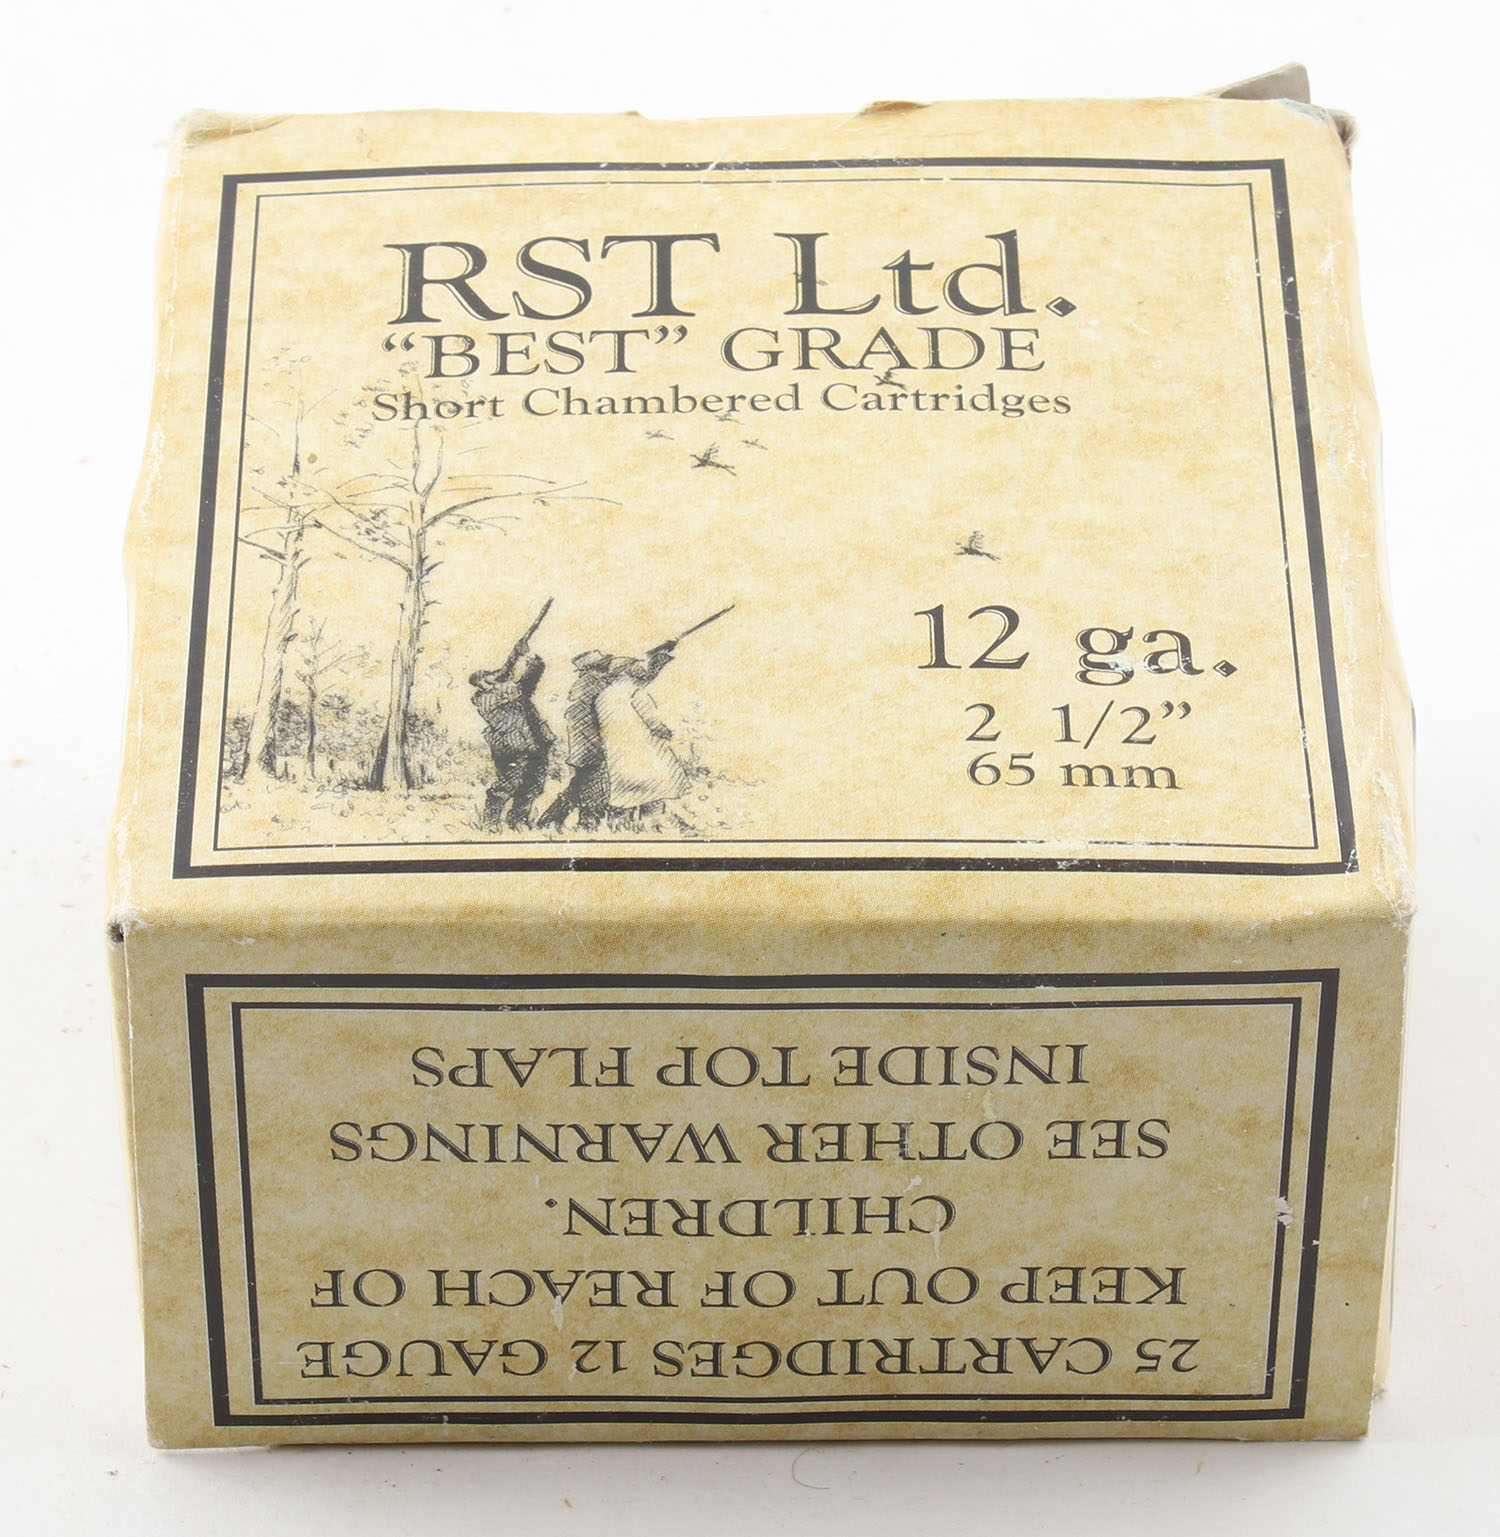 RST Ltd.
“BEST” GRADE
Short Chambered Cartridges
12 ga.
2 1/2”
65 mm
25 CARTRIDGES 12 GAUGE
KEEP OUT OF REACH OF
CHILDREN.
SEE OTHER WARNINGS
INSIDE TOP FLAPS